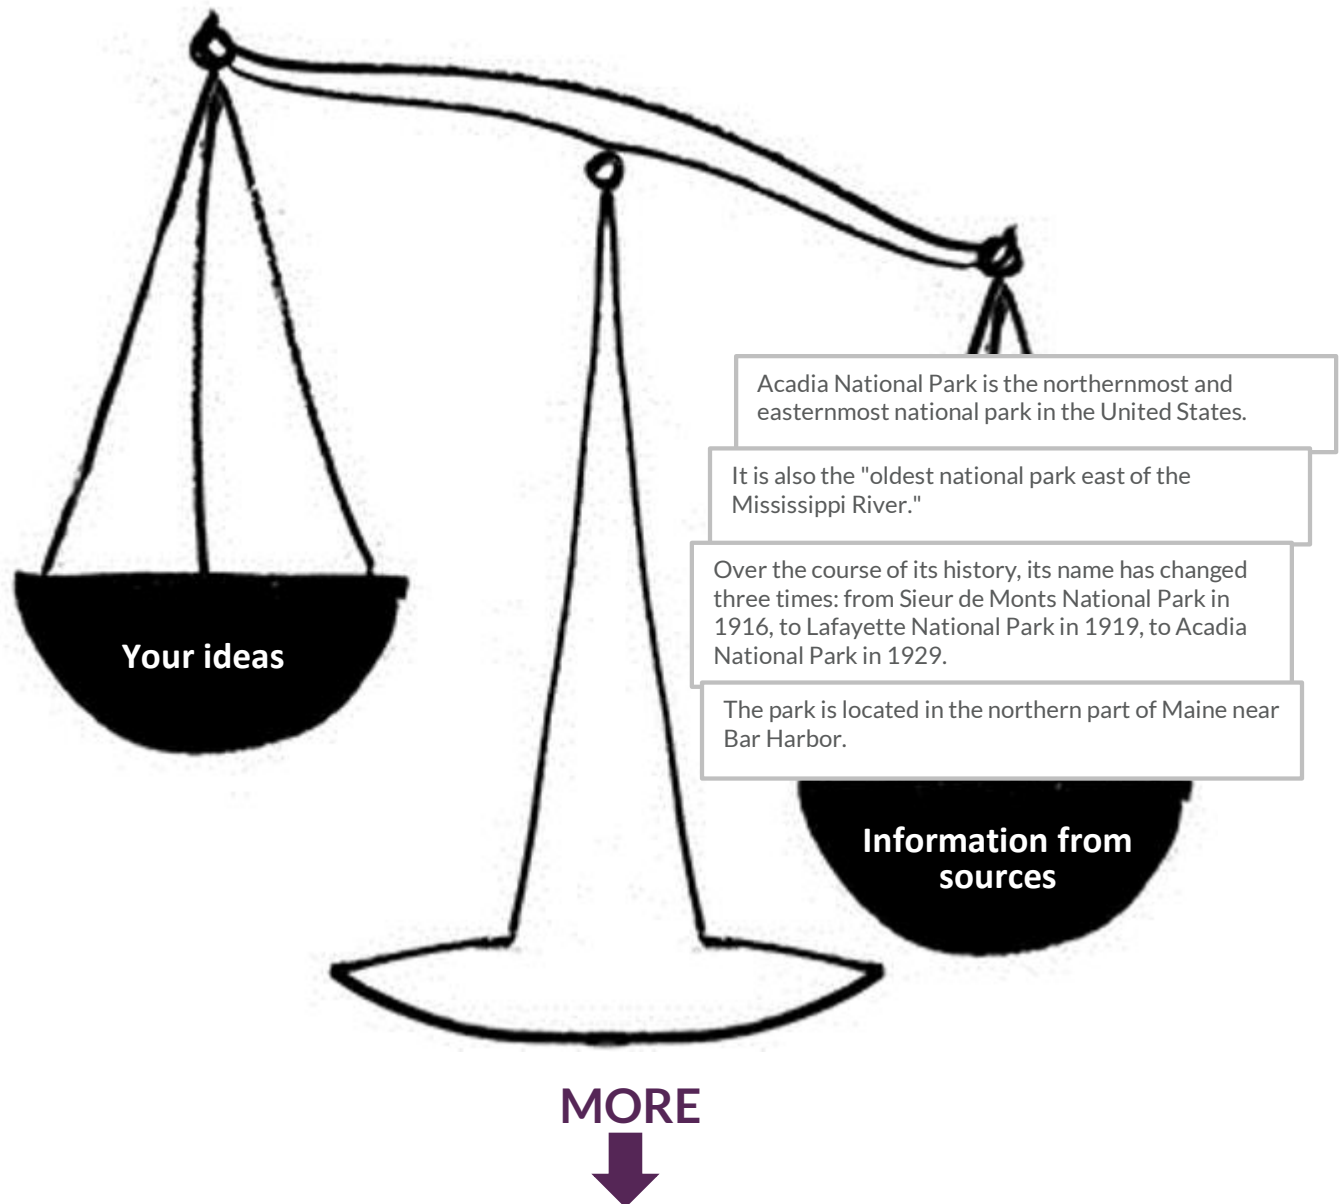 Acadia National Park is the northernmost and
easternmost national park in the United States.
It is also the "oldest national park east of the
Mississippi River."
Over the course of its history, its name has changed
three times: from Sieur de Monts National Park in
1916, to Lafayette National Park in 1919, to Acadia
National Park in 1929.
The park is located in the northern part of Maine near
Bar Harbor.
Your ideas
Information from
sources
MORE